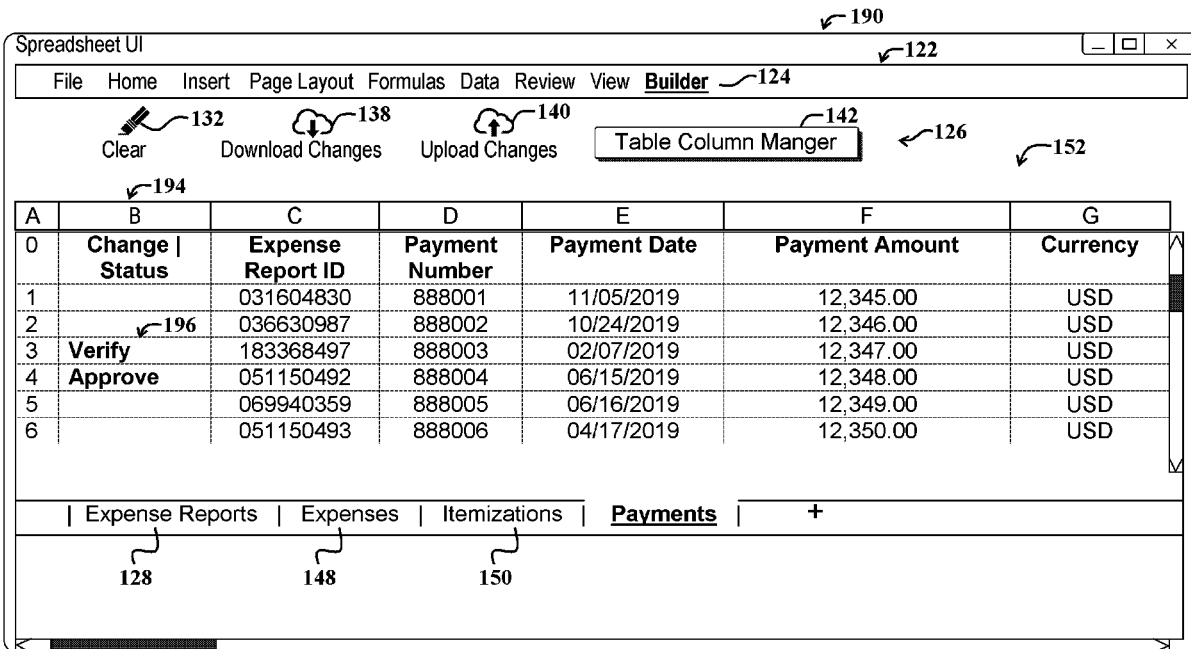 190
Spreadsheet UI
122
File Home Insert Page Layout Formulas Data Review View Builder 124
132 138 140 142
Clear Download Changes Upload Changes Table Column Manger 126
152
194
A B C D E F G
0 Change | Status Expense Report ID Payment Number Payment Date Payment Amount Currency
1 031604830 888001 11/05/2019 12,345.00 USD
2 196 036630987 888002 10/24/2019 12,346.00 USD
3 Verify 183368497 888003 02/07/2019 12,347.00 USD
4 Approve 051150492 888004 06/15/2019 12,348.00 USD
5 069940359 888005 06/16/2019 12,349.00 USD
6 051150493 888006 04/17/2019 12,350.00 USD
| Expense Reports | Expenses | Itemizations | Payments | +
128 148 150